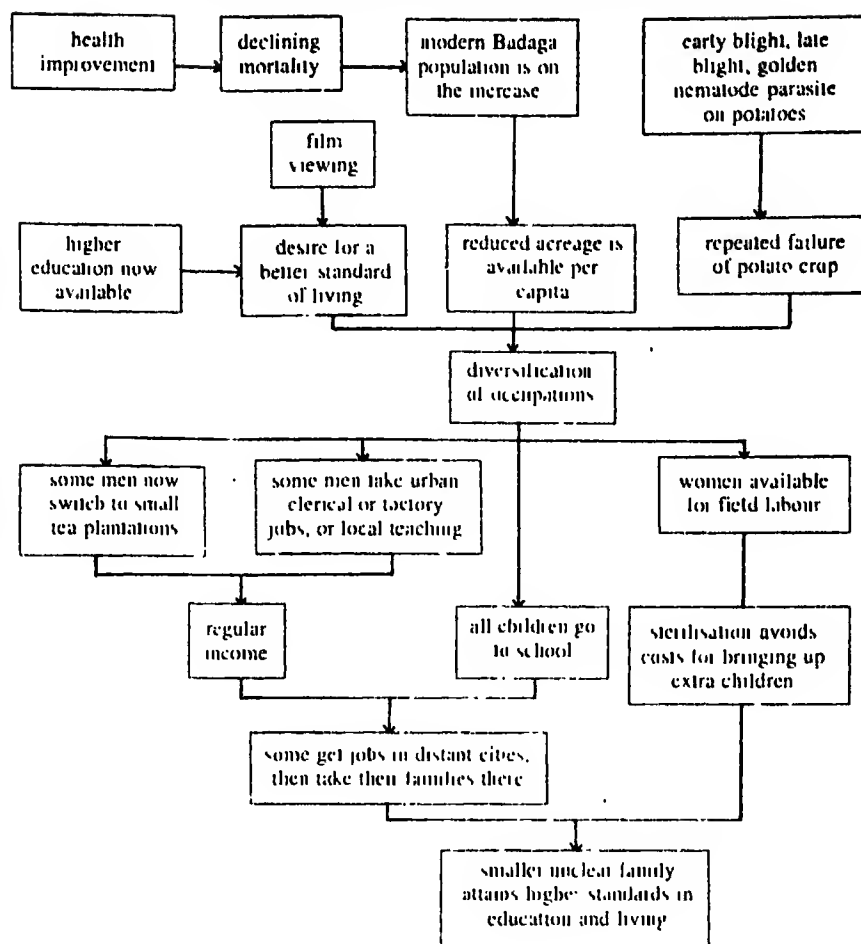 health
improvement
declining
mortality
modern Badaga
population is on
the increase
early blight, late
blight, golden
nematode parasite
on potatoes
film
viewing
higher
education now
available
desire for a
better standard
of living
reduced acreage is
available per
capita
repeated failure
of potato crop
diversification
of occupations
some men now
switch to small
tea plantations
some men take urban
clerical or factory
jobs, or local teaching
women available
for field labour
regular
income
all children go
to school
sterilisation avoids
costs for bringing up
extra children
some get jobs in distant cities,
then take their families there
smaller nuclear family
attains higher standards in
education and living